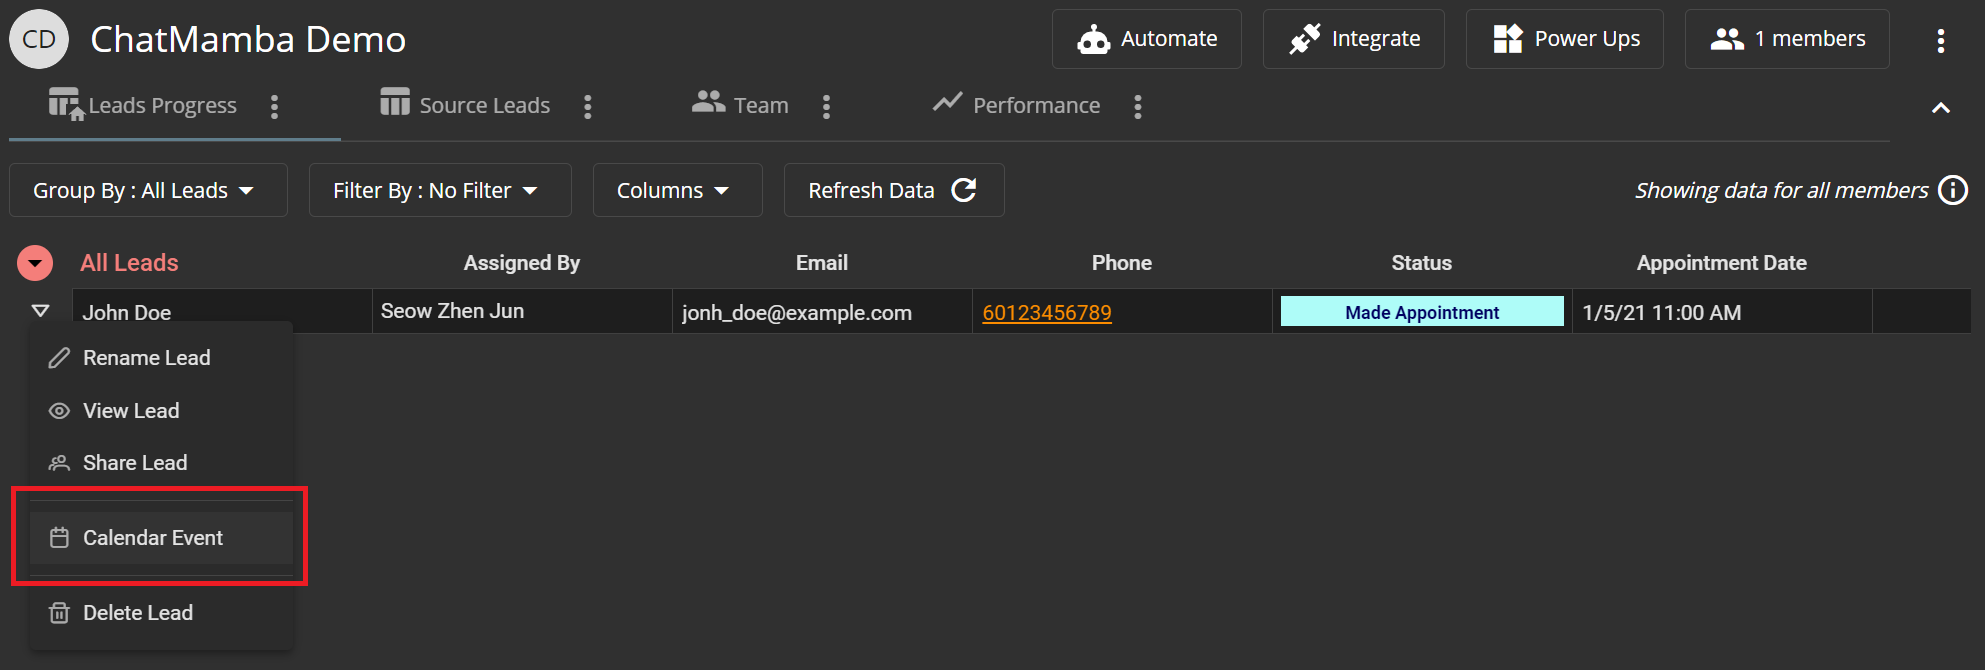 CD ChatMamba Demo Automate Integrate Power Ups 1 members
Leads Progress Source Leads Team Performance
Group By : All Leads Filter By : No Filter Columns Refresh Data Showing data for all members
All Leads Assigned By Email Phone Status Appointment Date
John Doe Seow Zhen Jun jonh_doe@example.com 60123456789 Made Appointment 1/5/21 11:00 AM
Rename Lead
View Lead
Share Lead
Calendar Event
Delete Lead